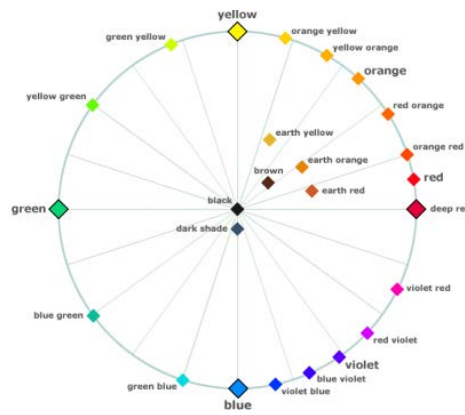 yellow
green yellow
orange yellow
yellow orange
orange
yellow green
red orange
earth yellow
orange red
earth orange
brown
red
earth red
black
green
deep re
dark shade
violet red
blue green
red violet
violet
green blue
blue violet
violet blue
blue